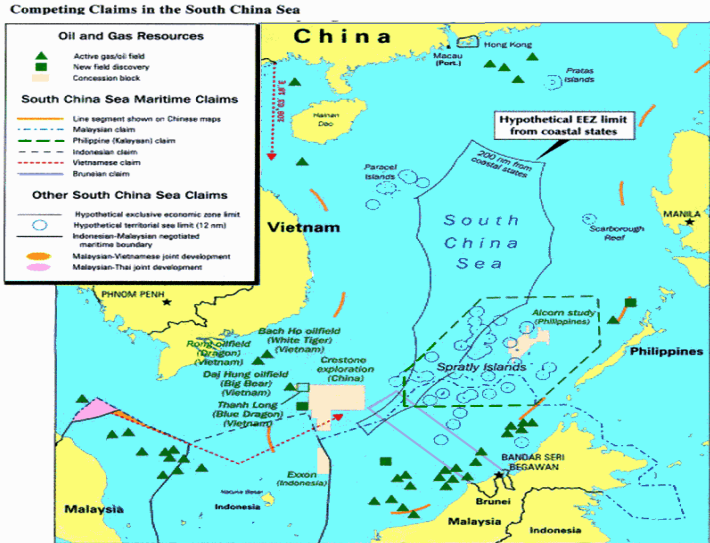 Competing Claims in the South China Sea
Oil and Gas Resources
Active gas/oil field
New field discovery
Concession block
South China Sea Maritime Claims
Line segment shown on Chinese maps
Malaysian claim
Philippine (Kalayaan) claim
Indonesian claim
Vietnamese claim
Bruneian claim
Other South China Sea Claims
Hypothetical exclusive economic zone limit
Hypothetical territorial sea limit (12 nm)
Indonesian-Malaysian negotiated
maritime boundary
Malaysian-Vietnamese joint development
Malaysian-Thai joint development
China
Macau
(Port.)
Hong Kong
Pratas
Islands
Hainan
Dao
Hypothetical EEZ limit
from coastal states
200 nm from
coastal states
Paracel
Islands
South
China
Sea
MANILA
Scarborough
Reef
Vietnam
PHNOM PENH
Alcorn study
(Philippines)
Philippines
Bach Ho oilfield
(White Tiger)
(Vietnam)
Rong oilfield
(Dragon)
(Vietnam)
Crestone
exploration
(China)
Spratly Islands
Dai Hung oilfield
(Big Bear)
(Vietnam)
Thanh Long
(Blue Dragon)
(Vietnam)
Exxon
(Indonesia)
BANDAR SERI
BEGAWAN
Malaysia
Natuna Besar
Indonesia
Brunei
Malaysia
Indonesia